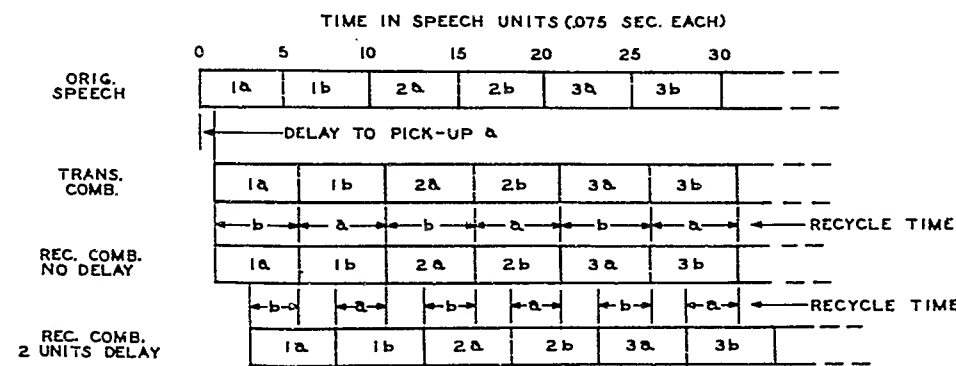 TIME IN SPEECH UNITS (.075 SEC. EACH)
0 5 10 15 20 25 30
ORIG.
SPEECH
1a 1b 2a 2b 3a 3b
DELAY TO PICK-UP a
TRANS.
COMB.
1a 1b 2a 2b 3a 3b
b a b a b a RECYCLE TIME
REC. COMB.
NO DELAY
1a 1b 2a 2b 3a 3b
b a b a b a RECYCLE TIME
REC. COMB.
2 UNITS DELAY
1a 1b 2a 2b 3a 3b